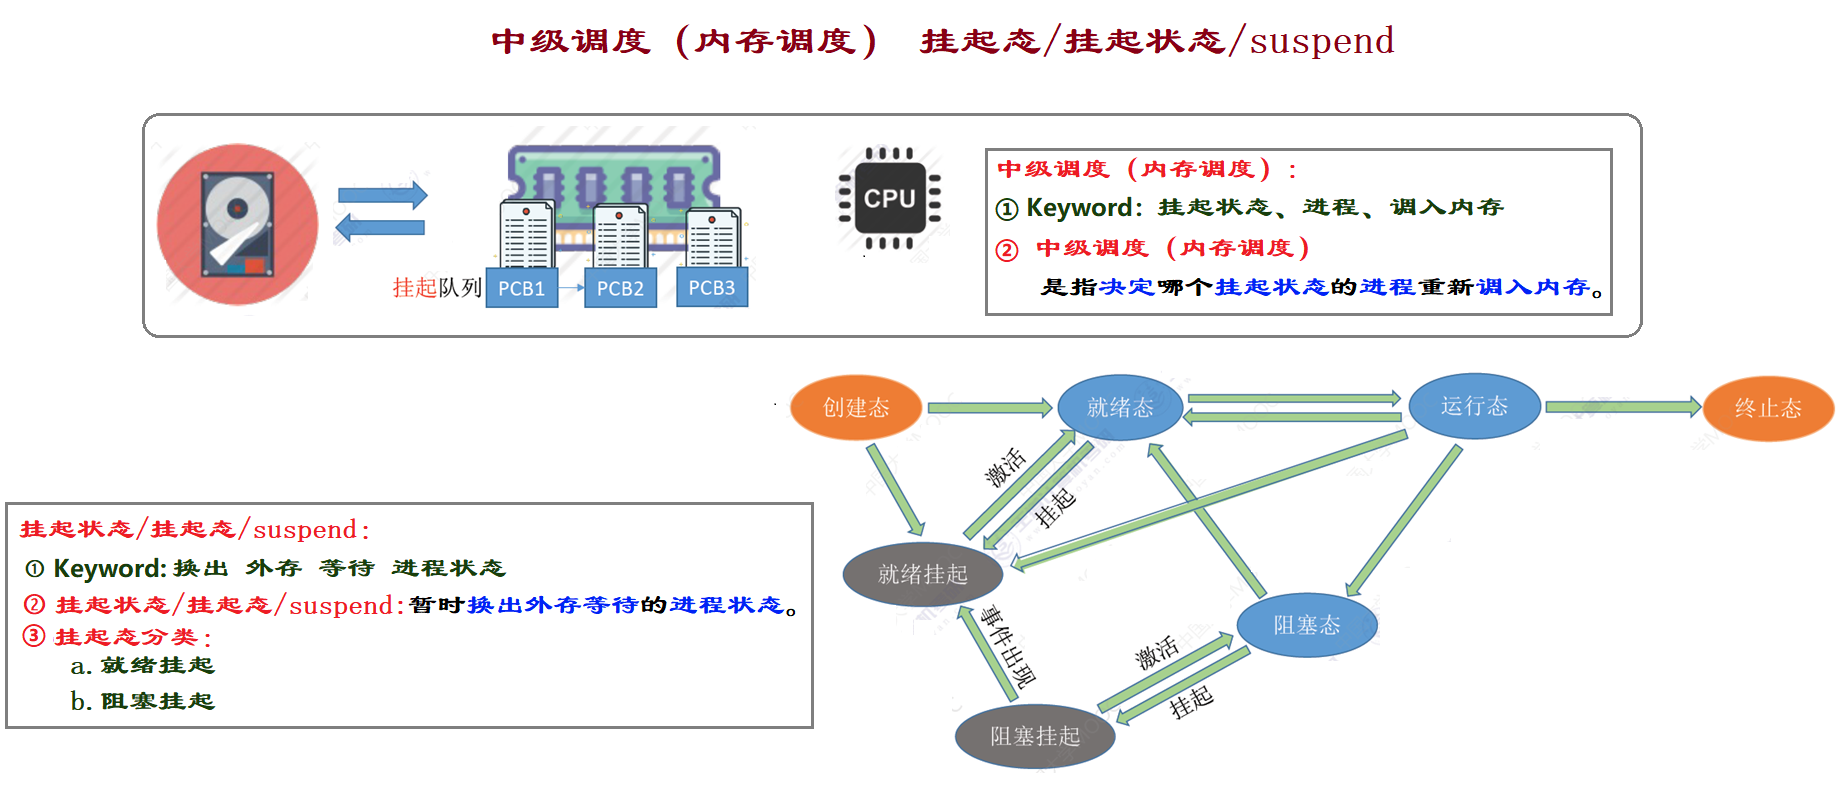 中级调度（内存调度） 挂起态/挂起状态/suspend
挂起队列
PCB1
PCB2
PCB3
CPU
中级调度（内存调度）：
① Keyword：挂起状态、进程、调入内存
② 中级调度（内存调度）
是指决定哪个挂起状态的进程重新调入内存。
创建态
就绪态
运行态
终止态
激活
挂起
就绪挂起
事件出现
阻塞态
激活
挂起
阻塞挂起
挂起状态/挂起态/suspend：
① Keyword: 换出 外存 等待 进程状态
② 挂起状态/挂起态/suspend：暂时换出外存等待的进程状态。
③ 挂起态分类：
a. 就绪挂起
b. 阻塞挂起